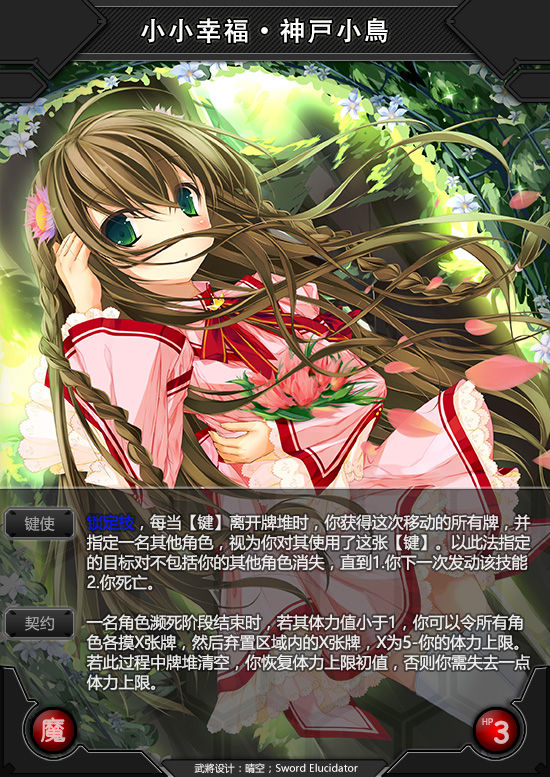 小小幸福·神戸小鳥
键使
锁定技，每当【键】离开牌堆时，你获得这次移动的所有牌，并
指定一名其他角色，视为你对其使用了这张【键】。以此法指定
的目标对不包括你的其他角色消失，直到1.你下一次发动该技能
2.你死亡。
契约
一名角色濒死阶段结束时，若其体力值小于1，你可以令所有角
色各摸X张牌，然后弃置区域内的X张牌，X为5-你的体力上限。
若此过程中牌堆清空，你恢复体力上限初值，否则你需失去一点
体力上限。
魔
HP
3
武將设计：晴空；Sword Elucidator